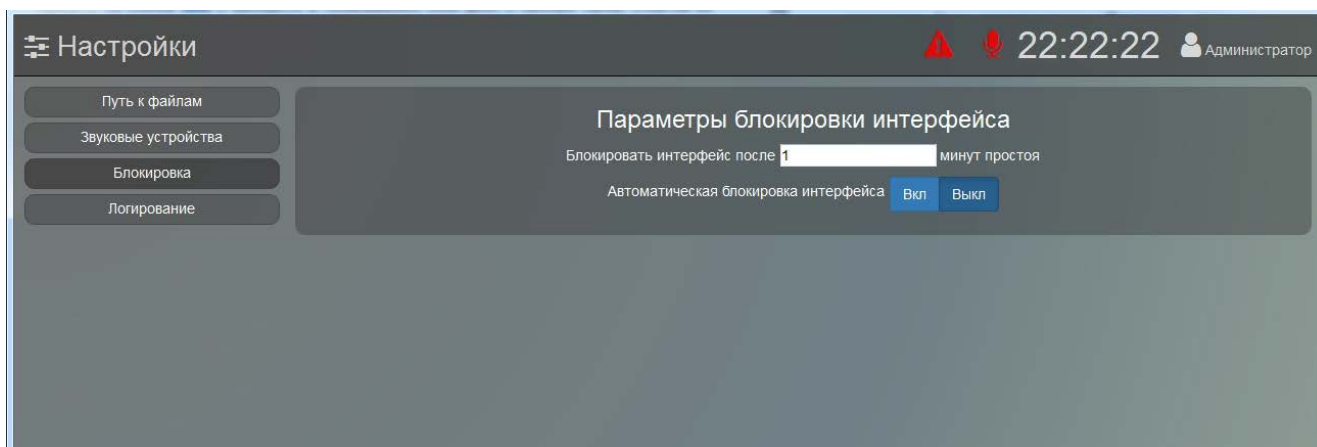 Настройки
22:22:22
Администратор
Путь к файлам
Звуковые устройства
Блокировка
Логирование
Параметры блокировки интерфейса
Блокировать интерфейс после 1 минут простоя
Автоматическая блокировка интерфейса Вкл Выкл